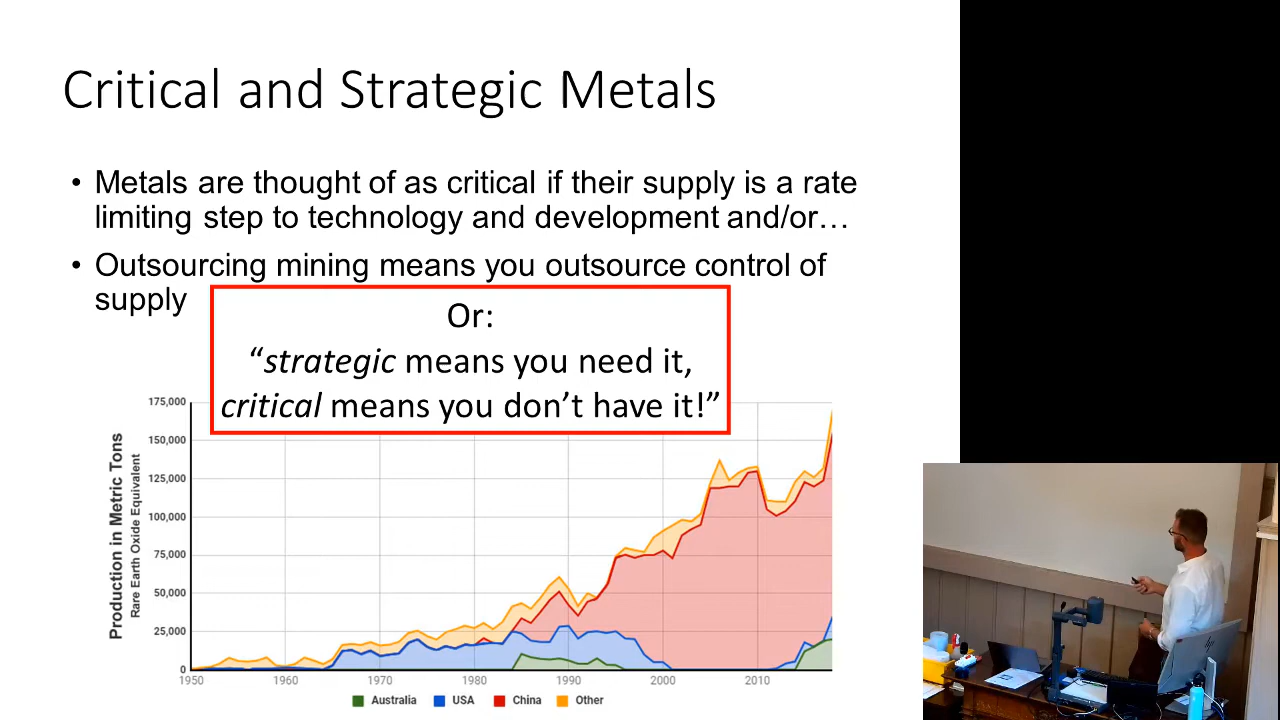 Critical and Strategic Metals
• Metals are thought of as critical if their supply is a rate
limiting step to technology and development and/or…
• Outsourcing mining means you outsource control of
supply
Or:
“strategic means you need it,
critical means you don’t have it!”
Production in Metric Tons
Rare Earth Oxide Equivalent
175,000
150,000
125,000
100,000
75,000
50,000
25,000
0
1950 1960 1970 1980 1990 2000 2010
Australia USA China Other